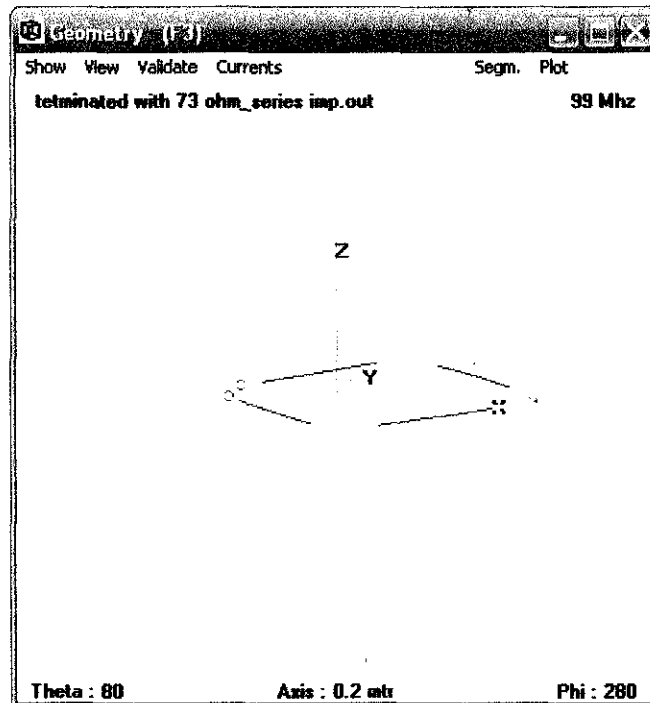 Geometry (F3)
Show View Validate Currents Segm. Plot
tetminated with 73 ohm_series imp.out 99 Mhz
Z
Y
X
Theta : 80 Axis : 0.2 mtr Phi : 280